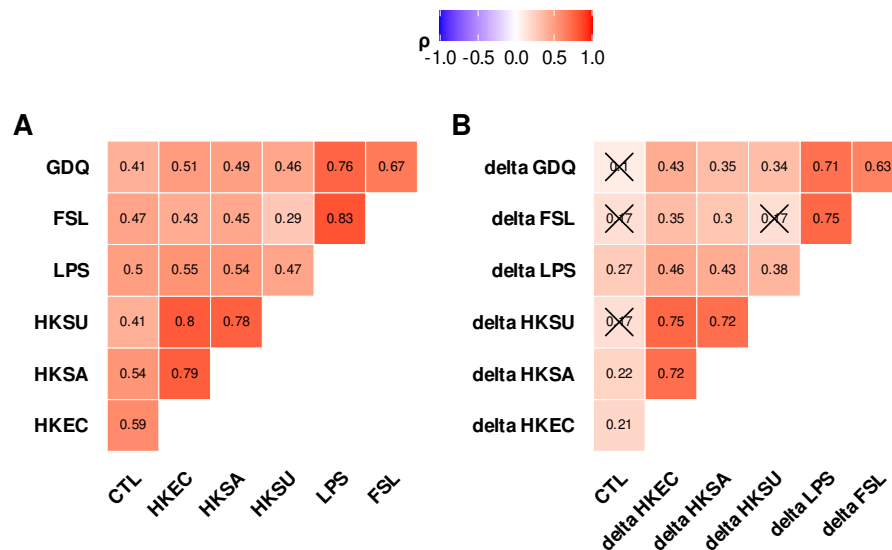 ρ
-1.0 -0.5 0.0 0.5 1.0
A
GDQ 0.41 0.51 0.49 0.46 0.76 0.67
FSL 0.47 0.43 0.45 0.29 0.83
LPS 0.5 0.55 0.54 0.47
HKSU 0.41 0.8 0.78
HKSA 0.54 0.79
HKEC 0.59
CTL HKEC HKSA HKSU LPS FSL
B
delta GDQ 0.1 0.43 0.35 0.34 0.71 0.63
delta FSL 0.17 0.35 0.3 0.17 0.75
delta LPS 0.27 0.46 0.43 0.38
delta HKSU 0.17 0.75 0.72
delta HKSA 0.22 0.72
delta HKEC 0.21
CTL delta HKEC delta HKSA delta HKSU delta LPS delta FSL